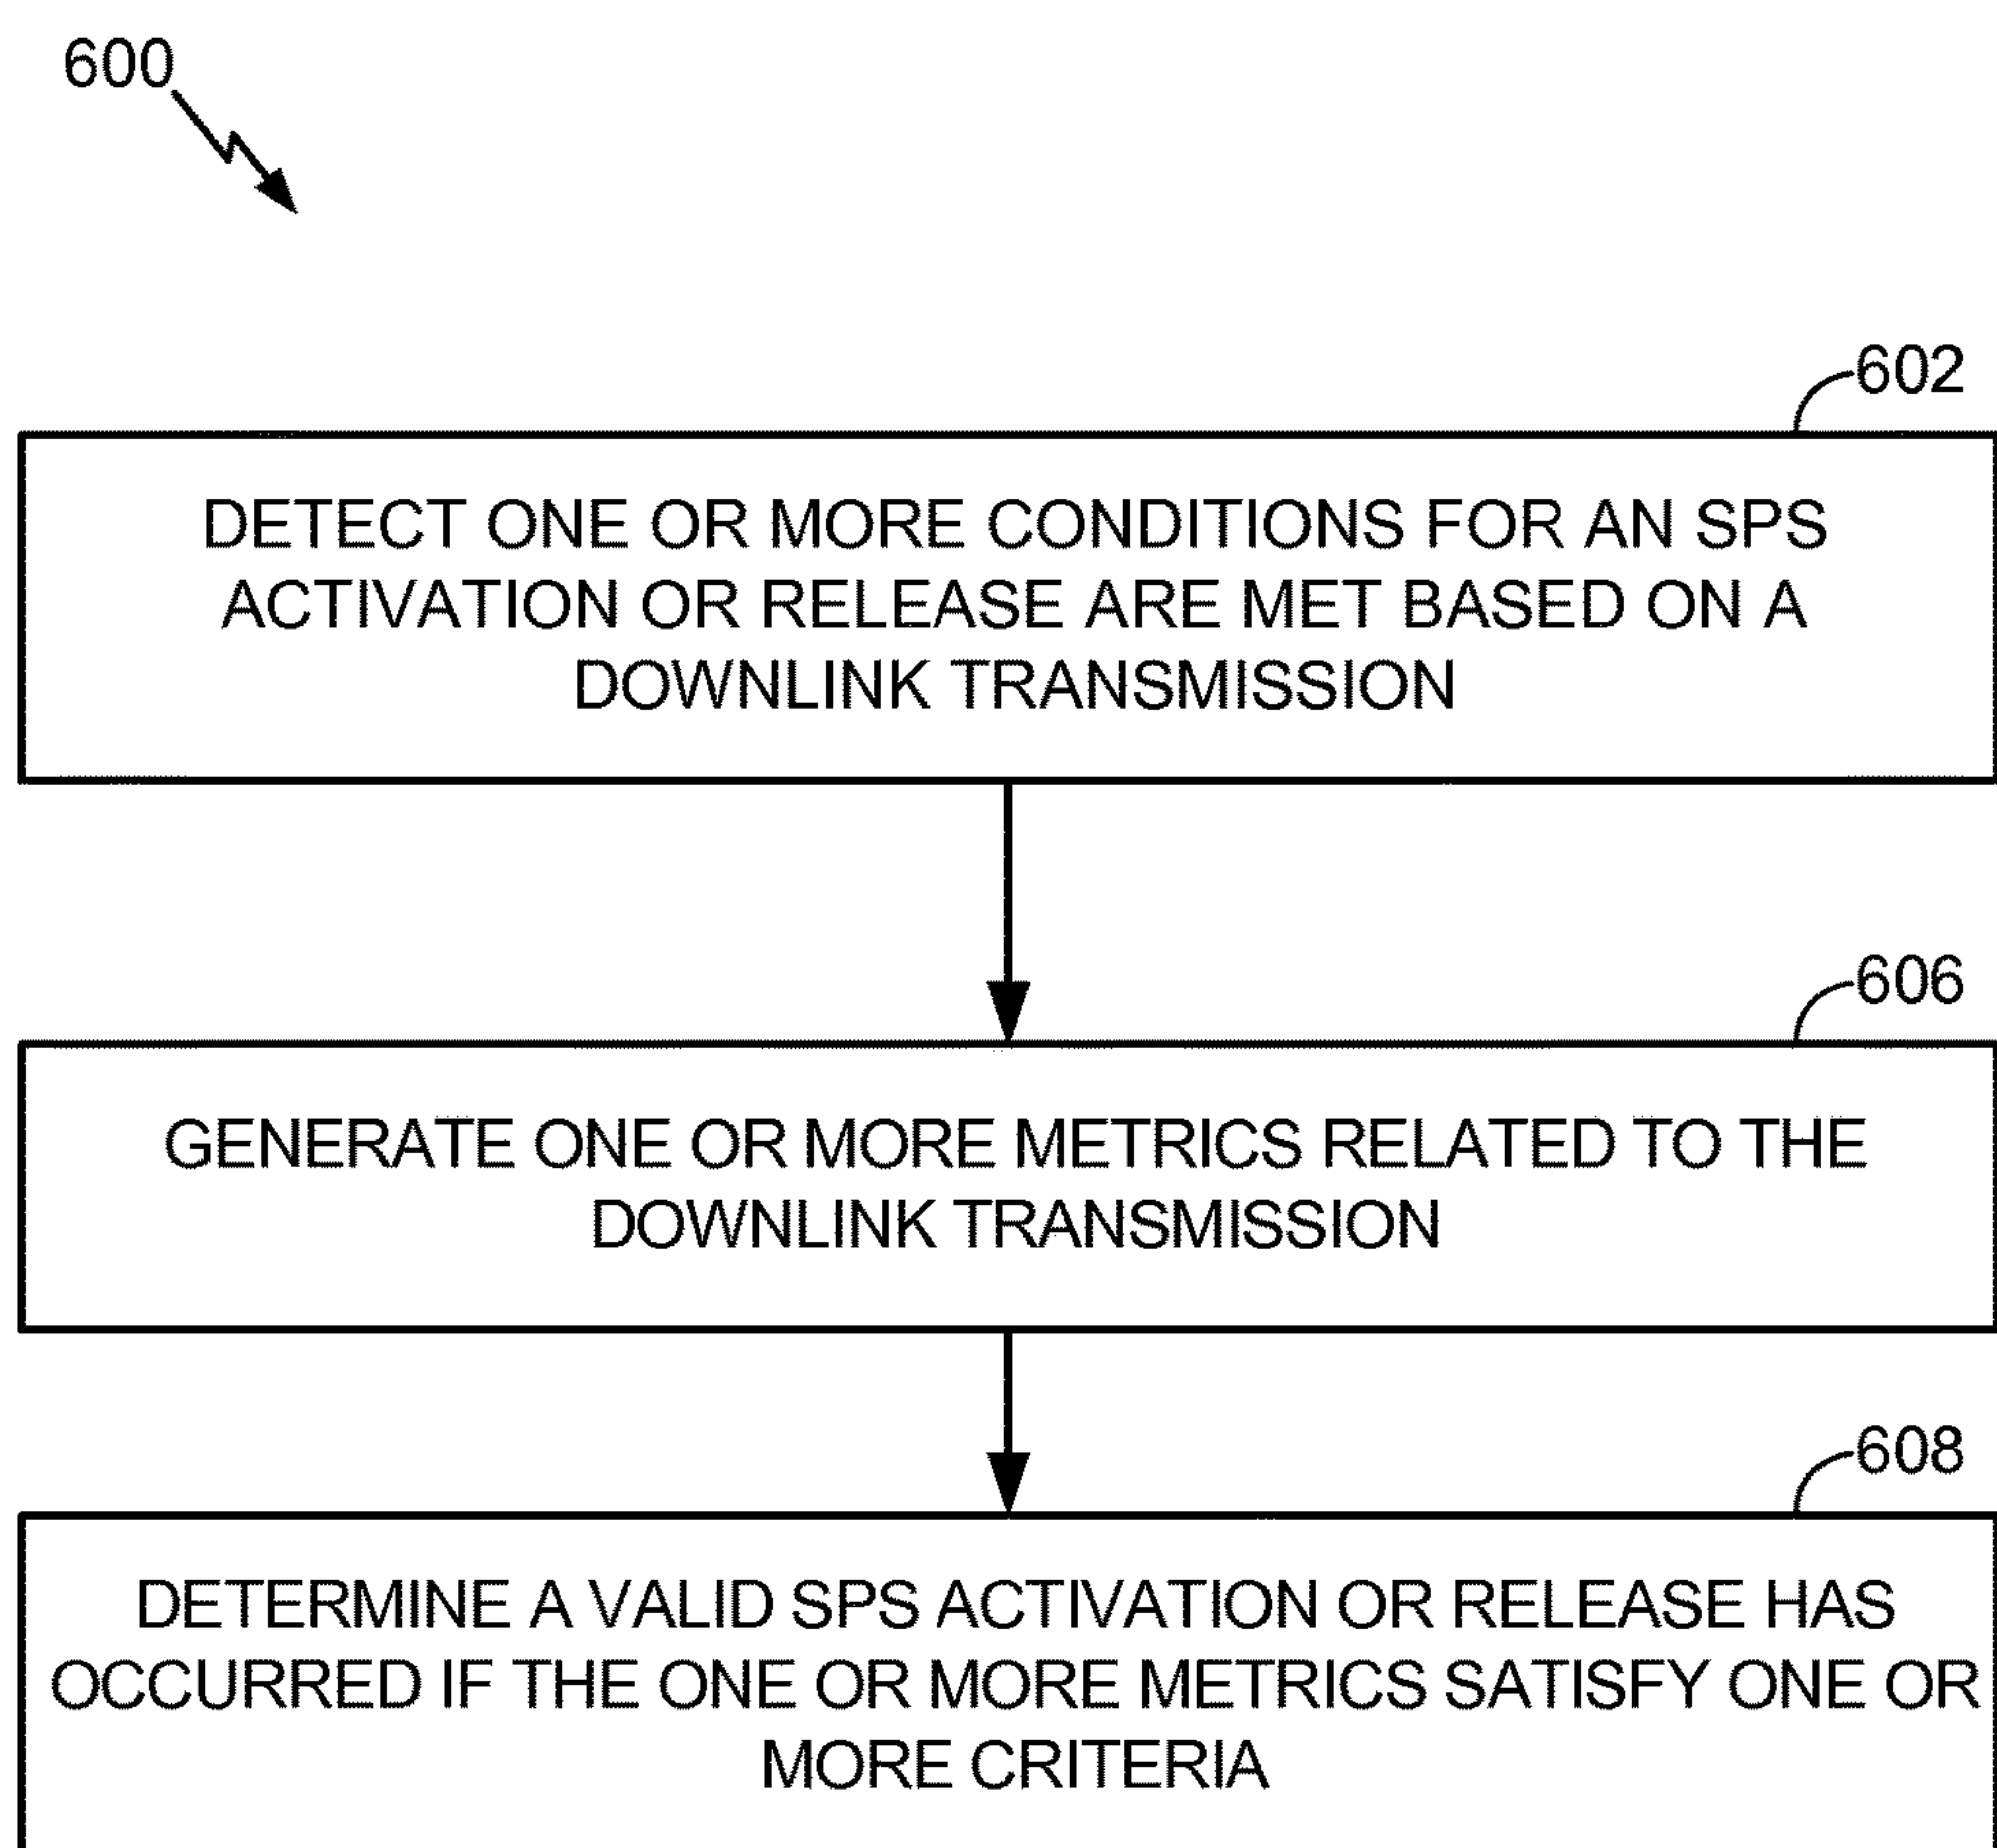 600
602
DETECT ONE OR MORE CONDITIONS FOR AN SPS
ACTIVATION OR RELEASE ARE MET BASED ON A
DOWNLINK TRANSMISSION
606
GENERATE ONE OR MORE METRICS RELATED TO THE
DOWNLINK TRANSMISSION
608
DETERMINE A VALID SPS ACTIVATION OR RELEASE HAS
OCCURRED IF THE ONE OR MORE METRICS SATISFY ONE OR
MORE CRITERIA